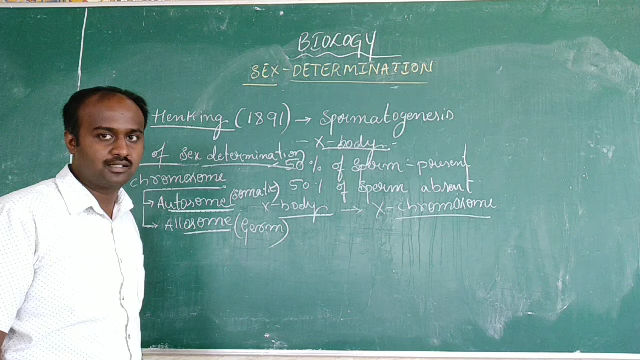 BIOLOGY
SEX-DETERMINATION
Henking (1891) → Spermatogenesis
- X-body -
of sex determination
50% of sperm - present
chromosome
50% of sperm absent
→ Autosome (somatic)
X-body → X-chromosome
→ Allosome (Germ)